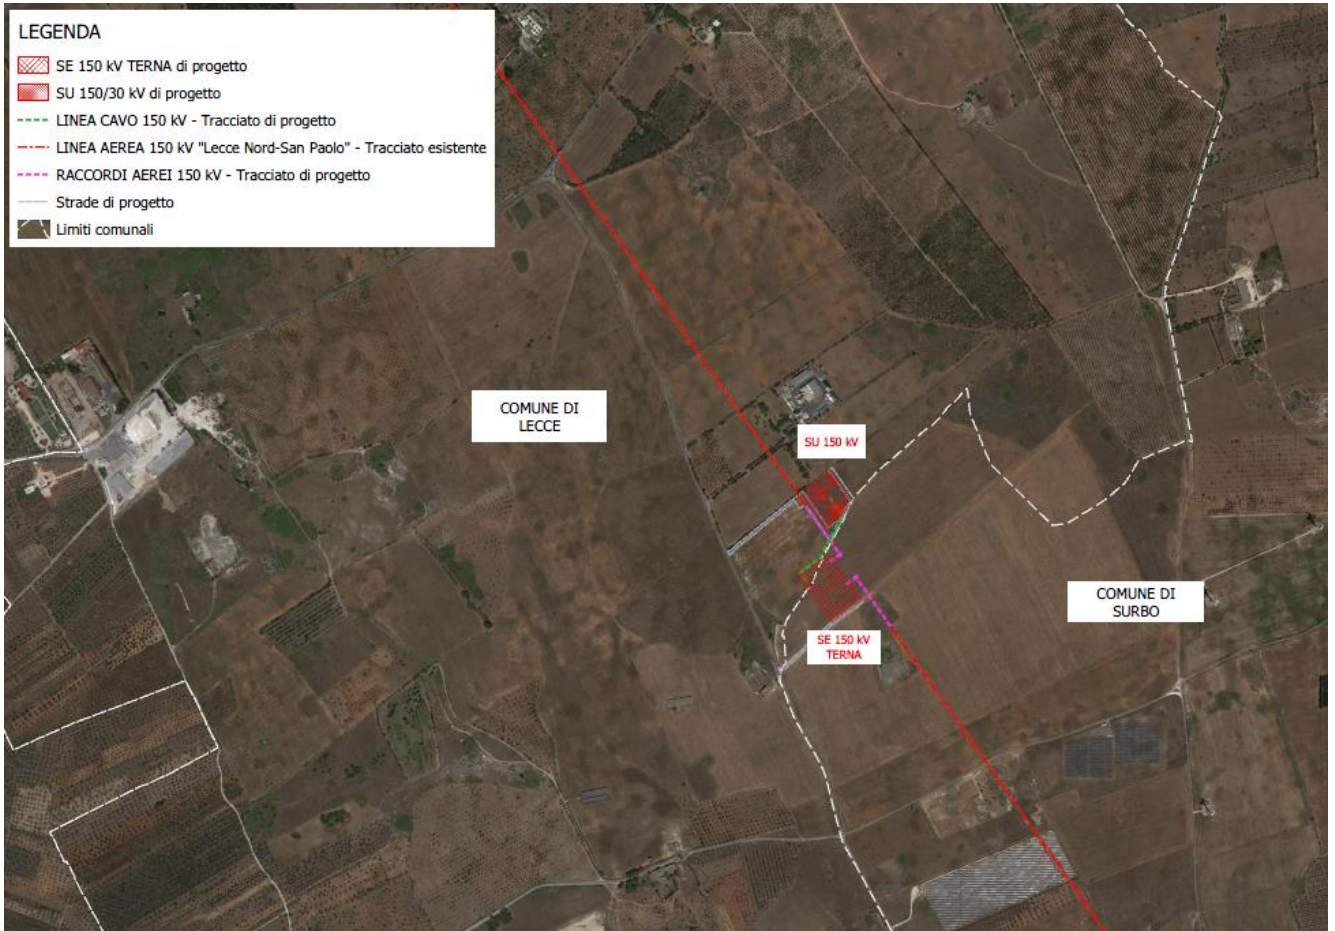 LEGENDA
SE 150 kV TERNA di progetto
SU 150/30 kV di progetto
LINEA CAVO 150 kV - Tracciato di progetto
LINEA AEREA 150 kV "Lecce Nord-San Paolo" - Tracciato esistente
RACCORDI AEREI 150 kV - Tracciato di progetto
Strade di progetto
Limiti comunali
COMUNE DI
LECCE
SU 150 kV
COMUNE DI
SURBO
SE 150 kV
TERNA